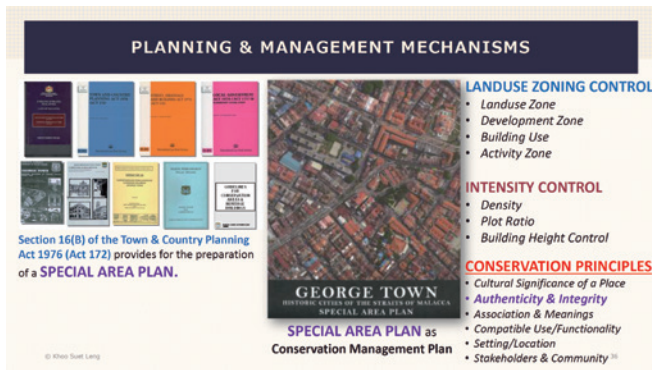 PLANNING & MANAGEMENT MECHANISMS
Section 16(B) of the Town & Country Planning
Act 1976 (Act 172) provides for the preparation
of a SPECIAL AREA PLAN.
GEORGE TOWN
HISTORIC CITIES OF THE STRAITS OF MALACCA
SPECIAL AREA PLAN
SPECIAL AREA PLAN as
Conservation Management Plan
LANDUSE ZONING CONTROL
• Landuse Zone
• Development Zone
• Building Use
• Activity Zone
INTENSITY CONTROL
• Density
• Plot Ratio
• Building Height Control
CONSERVATION PRINCIPLES
• Cultural Significance of a Place
• Authenticity & Integrity
• Association & Meanings
• Compatible Use/Functionality
• Setting/Location
• Stakeholders & Community
© Khoo Suet Leng
36